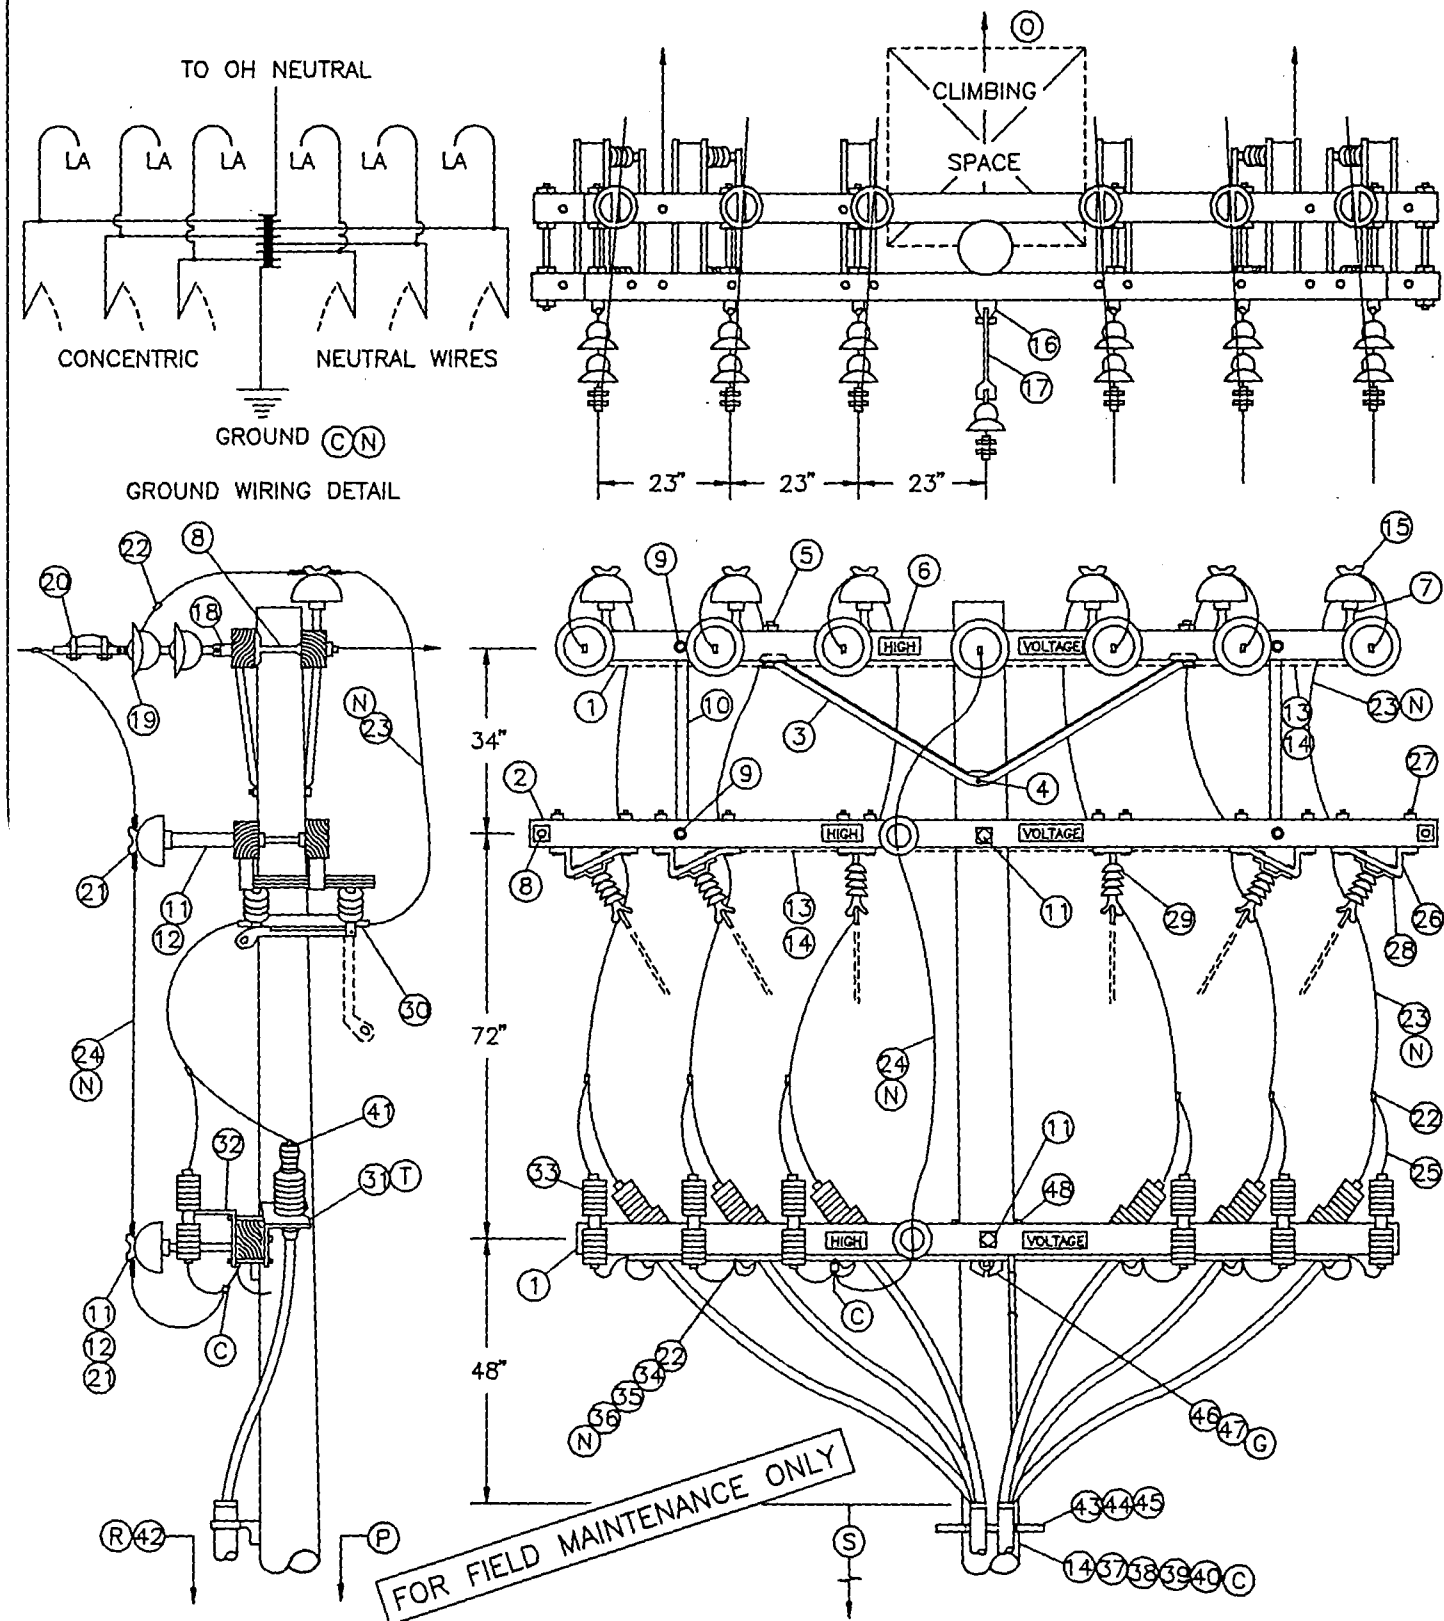 TO OH NEUTRAL
LA LA LA LA LA LA
CONCENTRIC NEUTRAL WIRES
GROUND C N
GROUND WIRING DETAIL
O
CLIMBING
SPACE
16
17
23" 23" 23"
22
8
20
18
19
N
23
21
11
12
30
24
N
41
32
31 T
11
12
21
C
R 42
P
34"
72"
48"
9
5
6
15
7
HIGH VOLTAGE
1
10
3
4
13
14
23 N
2
9
27
HIGH VOLTAGE
8
13
14
11
29
26
28
24
N
23
N
22
11
25
33
48
HIGH VOLTAGE
1
C
22
34
35
36
N
46
47
G
FOR FIELD MAINTENANCE ONLY
S
43 44 45
14 37 38 39 40 C